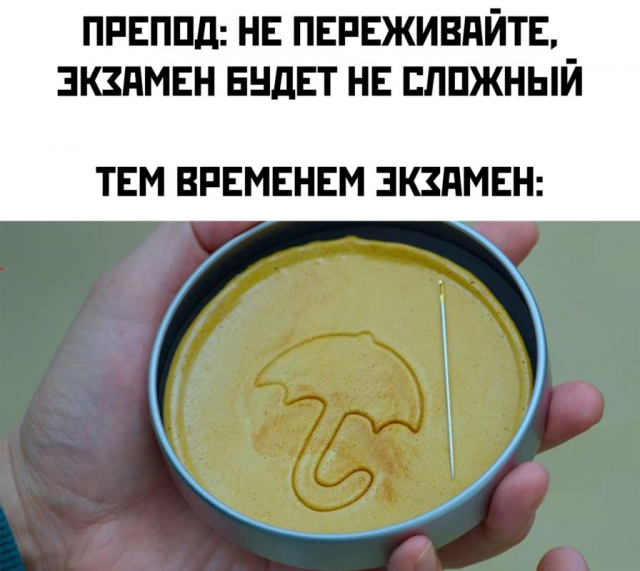 ПРЕПОД: НЕ ПЕРЕЖИВАЙТЕ,
ЭКЗАМЕН БУДЕТ НЕ СЛОЖНЫЙ
ТЕМ ВРЕМЕНЕМ ЭКЗАМЕН: